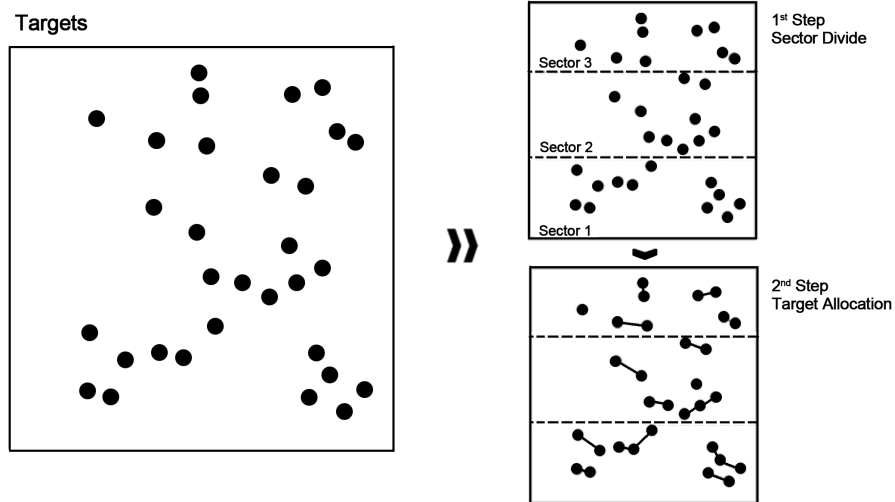 Targets
1st Step
Sector Divide
Sector 3
Sector 2
Sector 1
2nd Step
Target Allocation